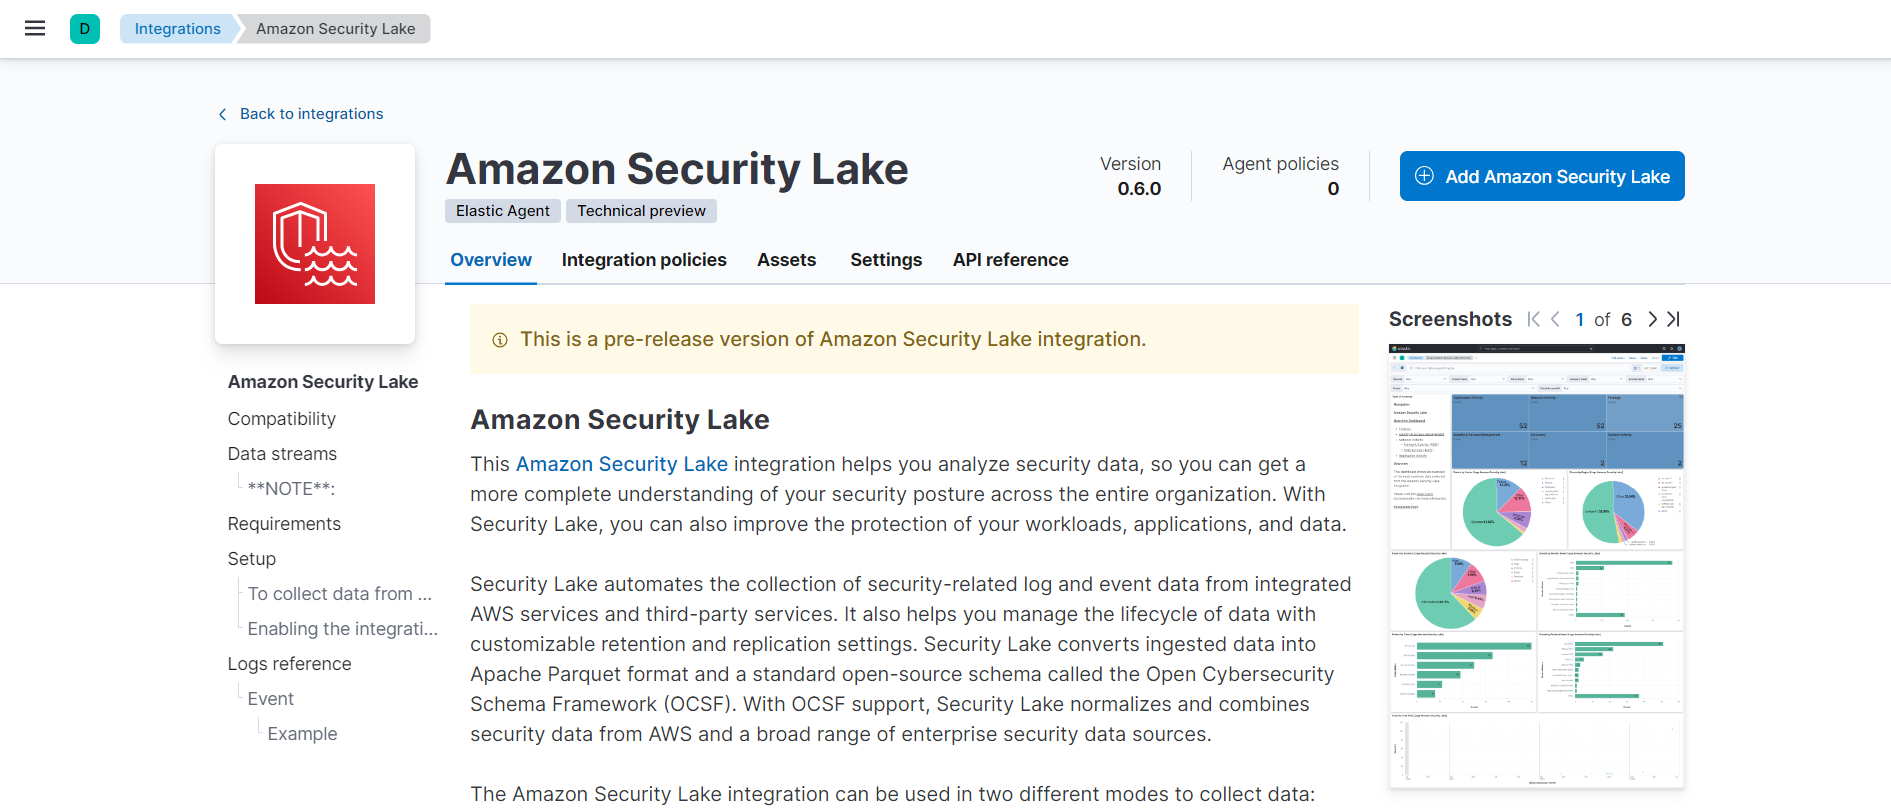 D
Integrations
Amazon Security Lake
Back to integrations
Amazon Security Lake
Elastic Agent
Technical preview
Version
0.6.0
Agent policies
0
Add Amazon Security Lake
Overview
Integration policies
Assets
Settings
API reference
Amazon Security Lake
Compatibility
Data streams
**NOTE**:
Requirements
Setup
To collect data from ...
Enabling the integrati...
Logs reference
Event
Example
This is a pre-release version of Amazon Security Lake integration.
Amazon Security Lake
This Amazon Security Lake integration helps you analyze security data, so you can get a
more complete understanding of your security posture across the entire organization. With
Security Lake, you can also improve the protection of your workloads, applications, and data.
Security Lake automates the collection of security-related log and event data from integrated
AWS services and third-party services. It also helps you manage the lifecycle of data with
customizable retention and replication settings. Security Lake converts ingested data into
Apache Parquet format and a standard open-source schema called the Open Cybersecurity
Schema Framework (OCSF). With OCSF support, Security Lake normalizes and combines
security data from AWS and a broad range of enterprise security data sources.
The Amazon Security Lake integration can be used in two different modes to collect data:
Screenshots
1 of 6
52
52
25
12
2
2